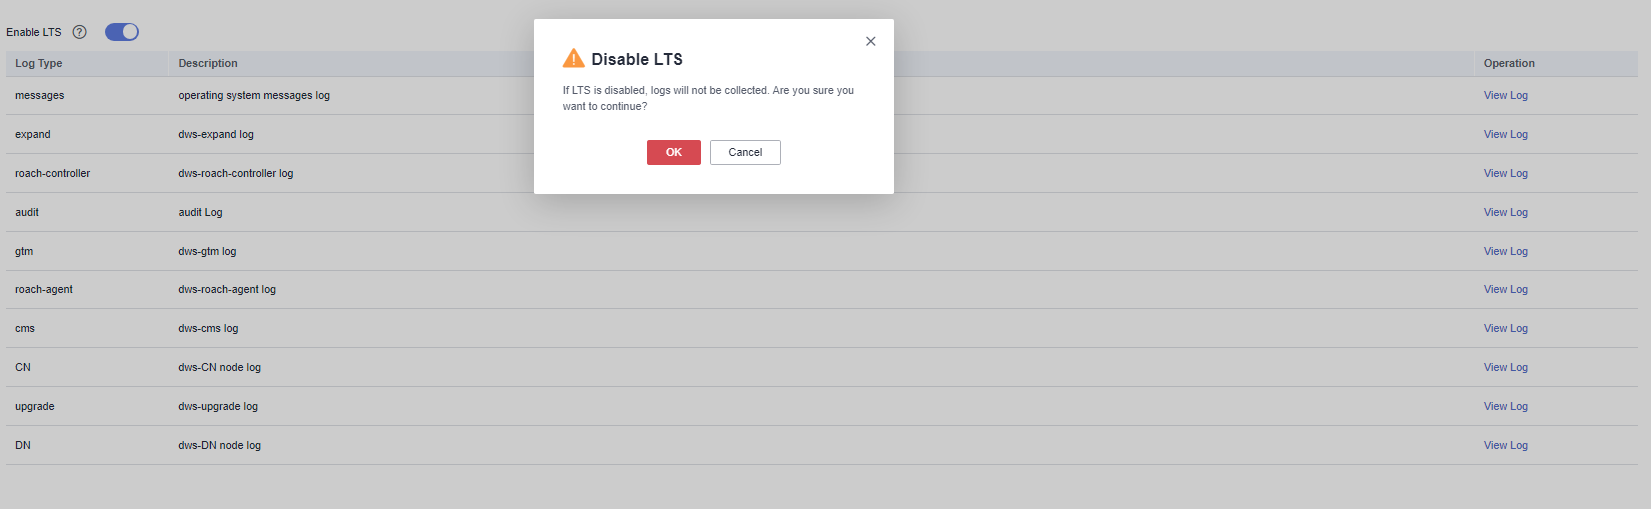 Enable LTS ?
Disable LTS
If LTS is disabled, logs will not be collected. Are you sure you
want to continue?
OK Cancel
Log Type Description Operation
messages operating system messages log View Log
expand dws-expand log View Log
roach-controller dws-roach-controller log View Log
audit audit Log View Log
gtm dws-gtm log View Log
roach-agent dws-roach-agent log View Log
cms dws-cms log View Log
CN dws-CN node log View Log
upgrade dws-upgrade log View Log
DN dws-DN node log View Log